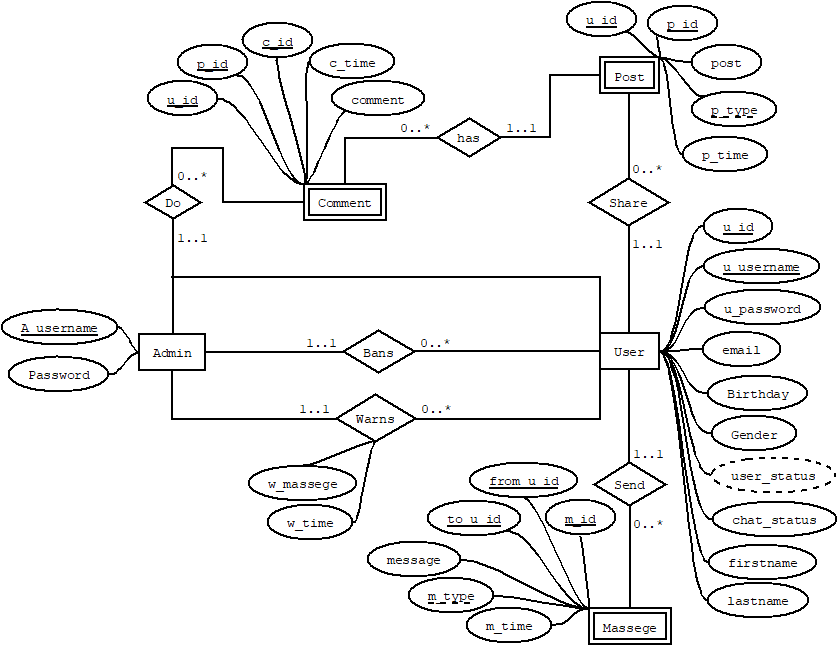 u_id
p_id
c_id
p_id
c_time
post
Post
u_id
comment
p_type
0..*
1..1
has
p_time
0..*
0..*
Do
Comment
Share
u_id
1..1
1..1
u_username
u_password
A_username
1..1
0..*
Admin
Bans
User
email
Password
Birthday
1..1
0..*
Warns
Gender
1..1
user_status
w_massege
from_u_id
Send
w_time
to_u_id
m_id
0..*
chat_status
message
firstname
m_type
lastname
m_time
Massege